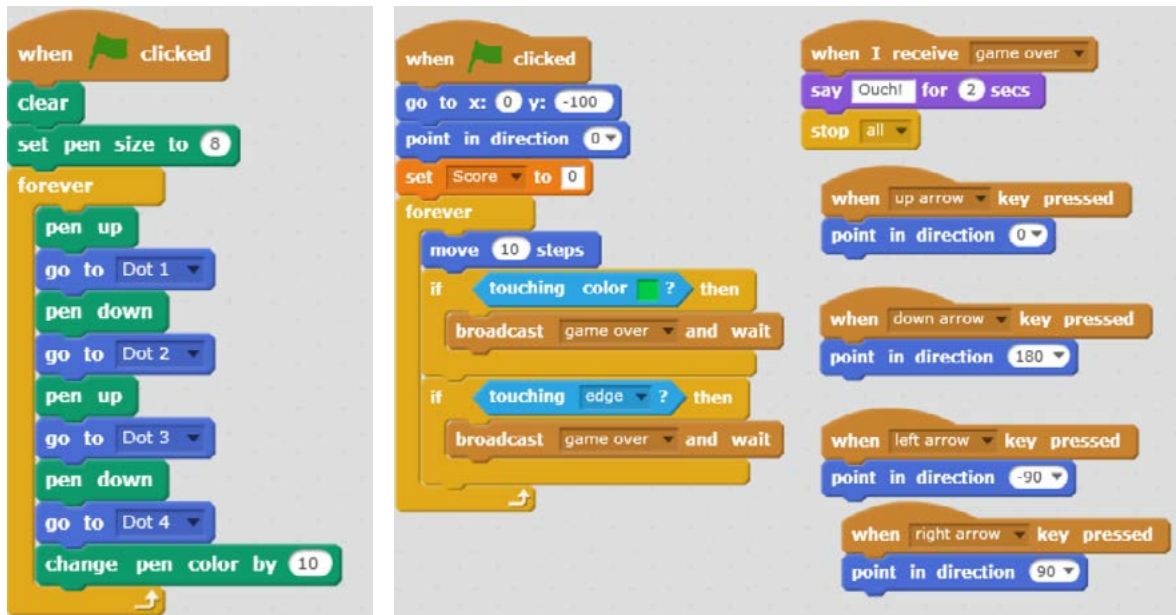 when clicked
clear
set pen size to 8
forever
pen up
go to Dot 1
pen down
go to Dot 2
pen up
go to Dot 3
pen down
go to Dot 4
change pen color by 10
when clicked
go to x: 0 y: -100
point in direction 0
set Score to 0
forever
move 10 steps
if touching color ? then
broadcast game over and wait
if touching edge ? then
broadcast game over and wait
when I receive game over
say Ouch! for 2 secs
stop all
when up arrow key pressed
point in direction 0
when down arrow key pressed
point in direction 180
when left arrow key pressed
point in direction -90
when right arrow key pressed
point in direction 90